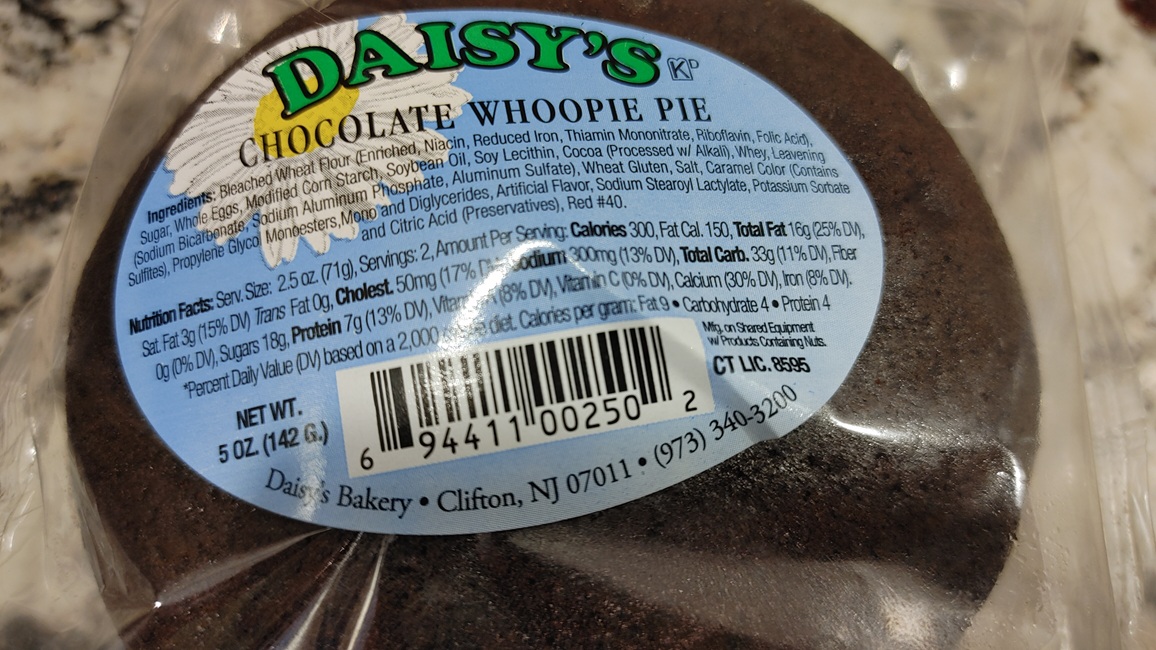 DAISY'S KD
CHOCOLATE WHOOPIE PIE
Ingredients: Bleached Wheat Flour (Enriched, Niacin, Reduced Iron, Thiamin Mononitrate, Riboflavin, Folic Acid),
Sugar, Whole Eggs, Modified Corn Starch, Soybean Oil, Soy Lecithin, Cocoa (Processed w/ Alkali), Whey, Leavening
(Sodium Bicarbonate, Sodium Aluminum Phosphate, Aluminum Sulfate), Wheat Gluten, Salt, Caramel Color (Contains
Sulfites), Propylene Glycol Monoesters, Mono and Diglycerides, Artificial Flavor, Sodium Stearoyl Lactylate, Potassium Sorbate
and Citric Acid (Preservatives), Red #40.
Nutrition Facts: Serv. Size: 2.5 oz. (71g), Servings: 2, Amount Per Serving: Calories 300, Fat Cal. 150, Total Fat 16g (25% DV),
Sat. Fat 3g (15% DV) Trans Fat 0g, Cholest. 50mg (17% Sodium 300mg (13% DV), Total Carb. 33g (11% DV), Fiber
0g (0% DV), Sugars 18g, Protein 7g (13% DV), (8% DV), Vitamin C (0% DV), Calcium (30% DV), Iron (8% DV).
*Percent Daily Value (DV) based on a 2,000 diet. Calories per gram: Fat 9 • Carbohydrate 4 • Protein 4
Mfg. on Shared Equipment
w/ Products Containing Nuts.
CT LIC. 8595
NET WT.
5 OZ. (142 G.)
6 94411 00250 2
Daisy's Bakery • Clifton, NJ 07011 • (973) 340-3200